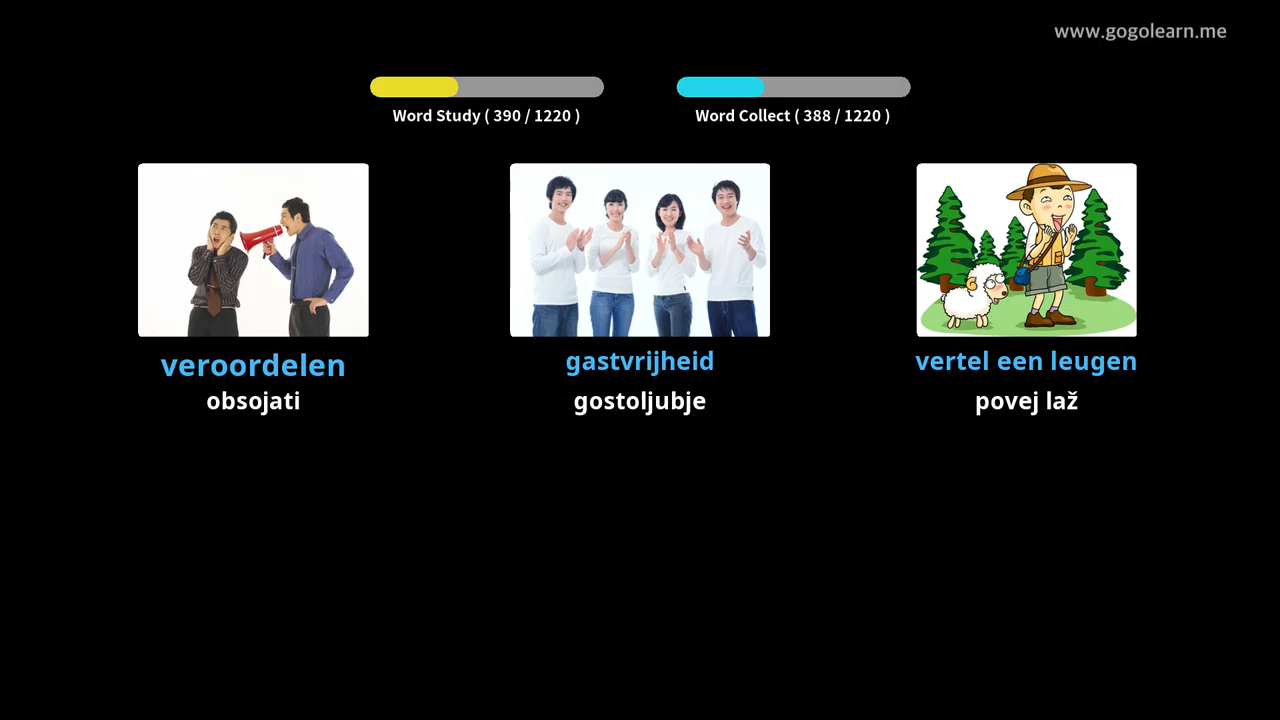 www.gogolearn.me
Word Study ( 390 / 1220 )
Word Collect ( 388 / 1220 )
veroordelen
obsojati
gastvrijheid
gostoljubje
vertel een leugen
povej laž